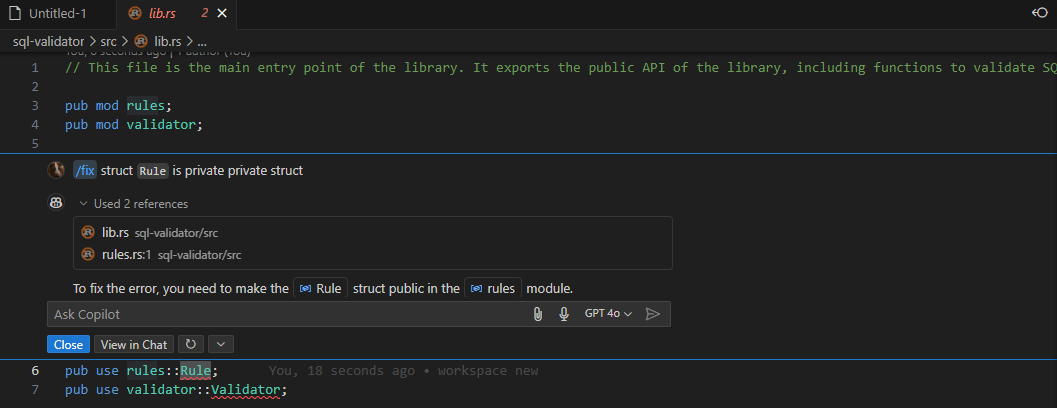 Untitled-1
lib.rs 2
sql-validator > src > lib.rs > ...
You, 6 seconds ago | 1 author (You)
1 // This file is the main entry point of the library. It exports the public API of the library, including functions to validate SQ
2
3 pub mod rules;
4 pub mod validator;
5
/fix struct Rule is private private struct
Used 2 references
lib.rs sql-validator/src
rules.rs:1 sql-validator/src
To fix the error, you need to make the Rule struct public in the rules module.
Ask Copilot GPT 4o
Close View in Chat
6 pub use rules::Rule; You, 18 seconds ago • workspace new
7 pub use validator::Validator;